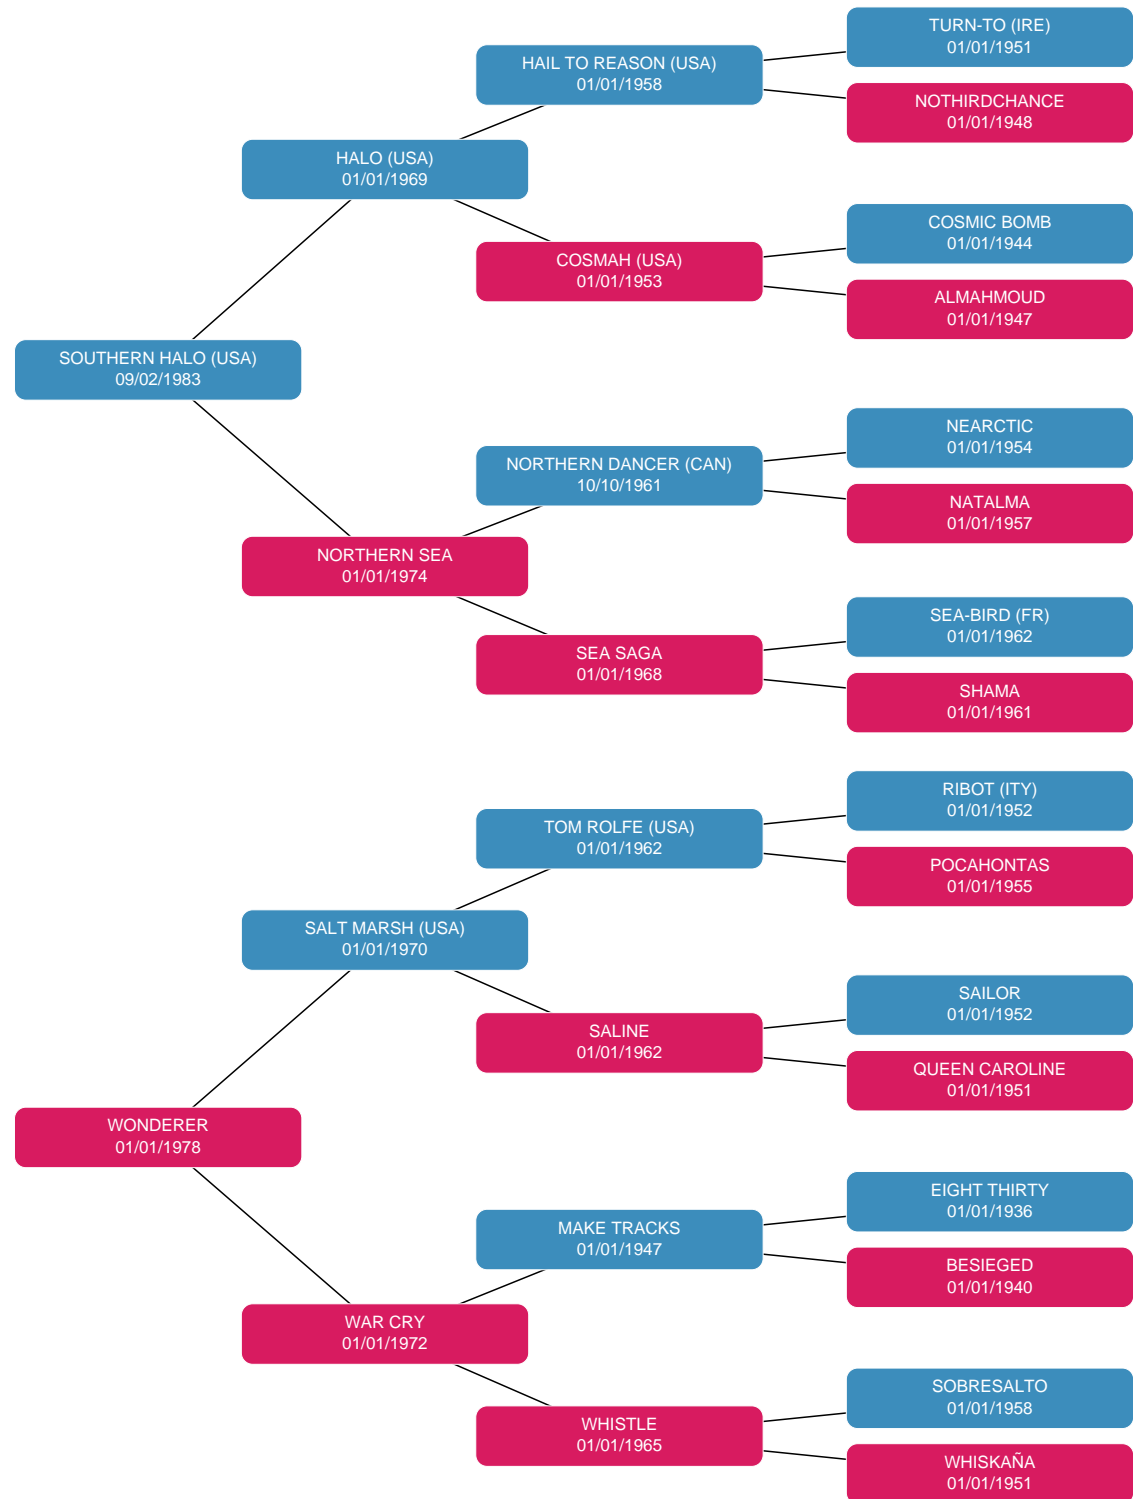 TURN-TO (IRE)
01/01/1951
HAIL TO REASON (USA)
01/01/1958
NOTHIRDCHANCE
01/01/1948
HALO (USA)
01/01/1969
COSMIC BOMB
01/01/1944
COSMAH (USA)
01/01/1953
ALMAHMOUD
01/01/1947
SOUTHERN HALO (USA)
09/02/1983
NEARCTIC
01/01/1954
NORTHERN DANCER (CAN)
10/10/1961
NATALMA
01/01/1957
NORTHERN SEA
01/01/1974
SEA-BIRD (FR)
01/01/1962
SEA SAGA
01/01/1968
SHAMA
01/01/1961
RIBOT (ITY)
01/01/1952
TOM ROLFE (USA)
01/01/1962
POCAHONTAS
01/01/1955
SALT MARSH (USA)
01/01/1970
SAILOR
01/01/1952
SALINE
01/01/1962
QUEEN CAROLINE
01/01/1951
WONDERER
01/01/1978
EIGHT THIRTY
01/01/1936
MAKE TRACKS
01/01/1947
BESIEGED
01/01/1940
WAR CRY
01/01/1972
SOBRESALTO
01/01/1958
WHISTLE
01/01/1965
WHISKAÑA
01/01/1951